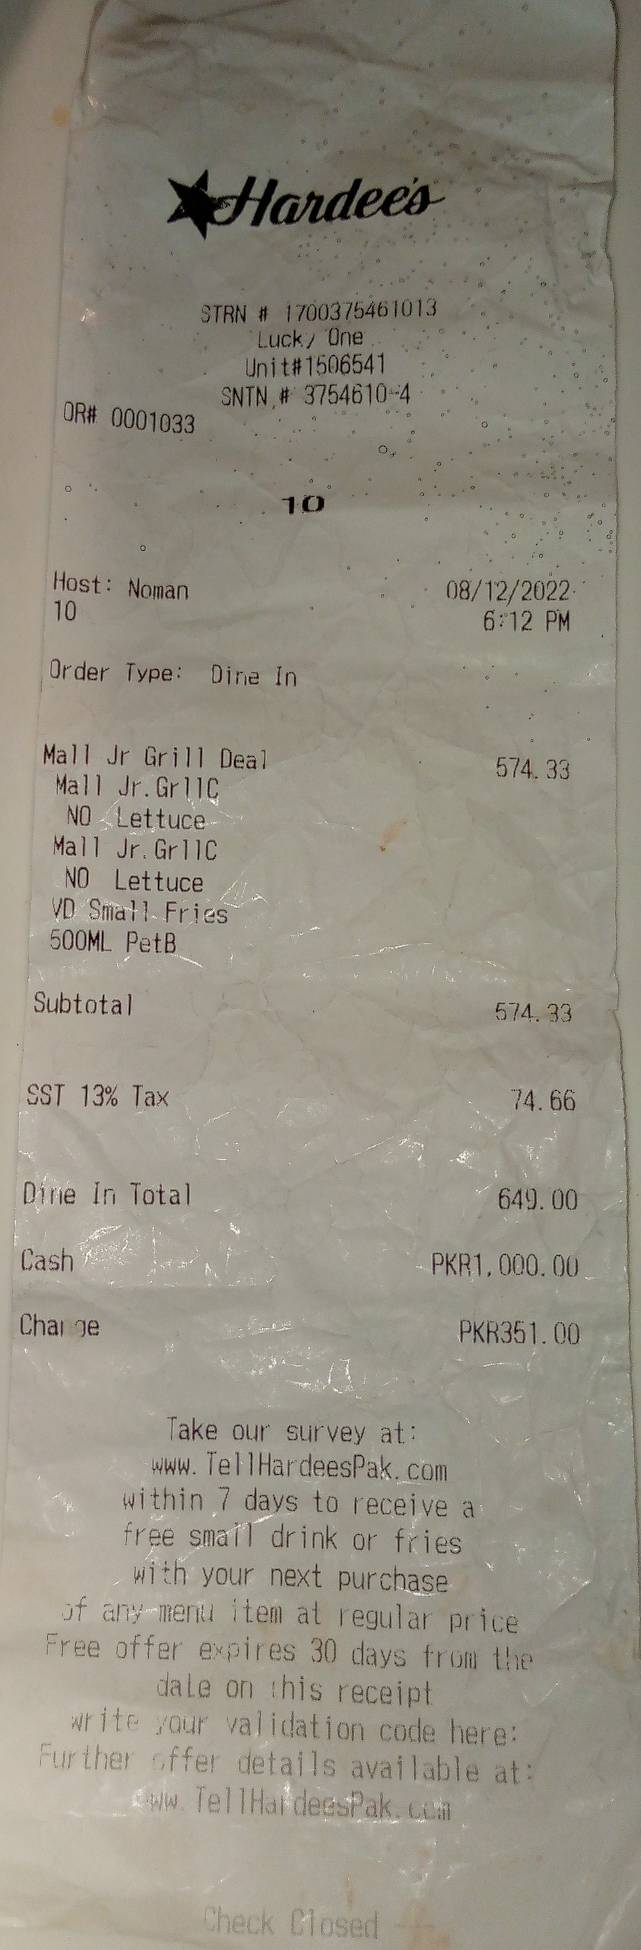 Hardee's
STRN # 1700375461013
Lucky One
Unit#1506541
SNTN # 3754610-4
OR# 0001033
10
Host: Noman 08/12/2022
10 6:12 PM
Order Type: Dine In
Mall Jr Grill Deal 574.33
Mall Jr.GrllC
NO Lettuce
Mall Jr.GrllC
NO Lettuce
VD Small Fries
500ML PetB
Subtotal 574.33
SST 13% Tax 74.66
Dine In Total 649.00
Cash PKR1,000.00
Change PKR351.00
Take our survey at:
www.TellHardeesPak.com
within 7 days to receive a
free small drink or fries
with your next purchase
of any menu item at regular price
Free offer expires 30 days from the
date on this receipt
write your validation code here:
Further offer details available at:
www.TellHardeesPak.com
Check Closed